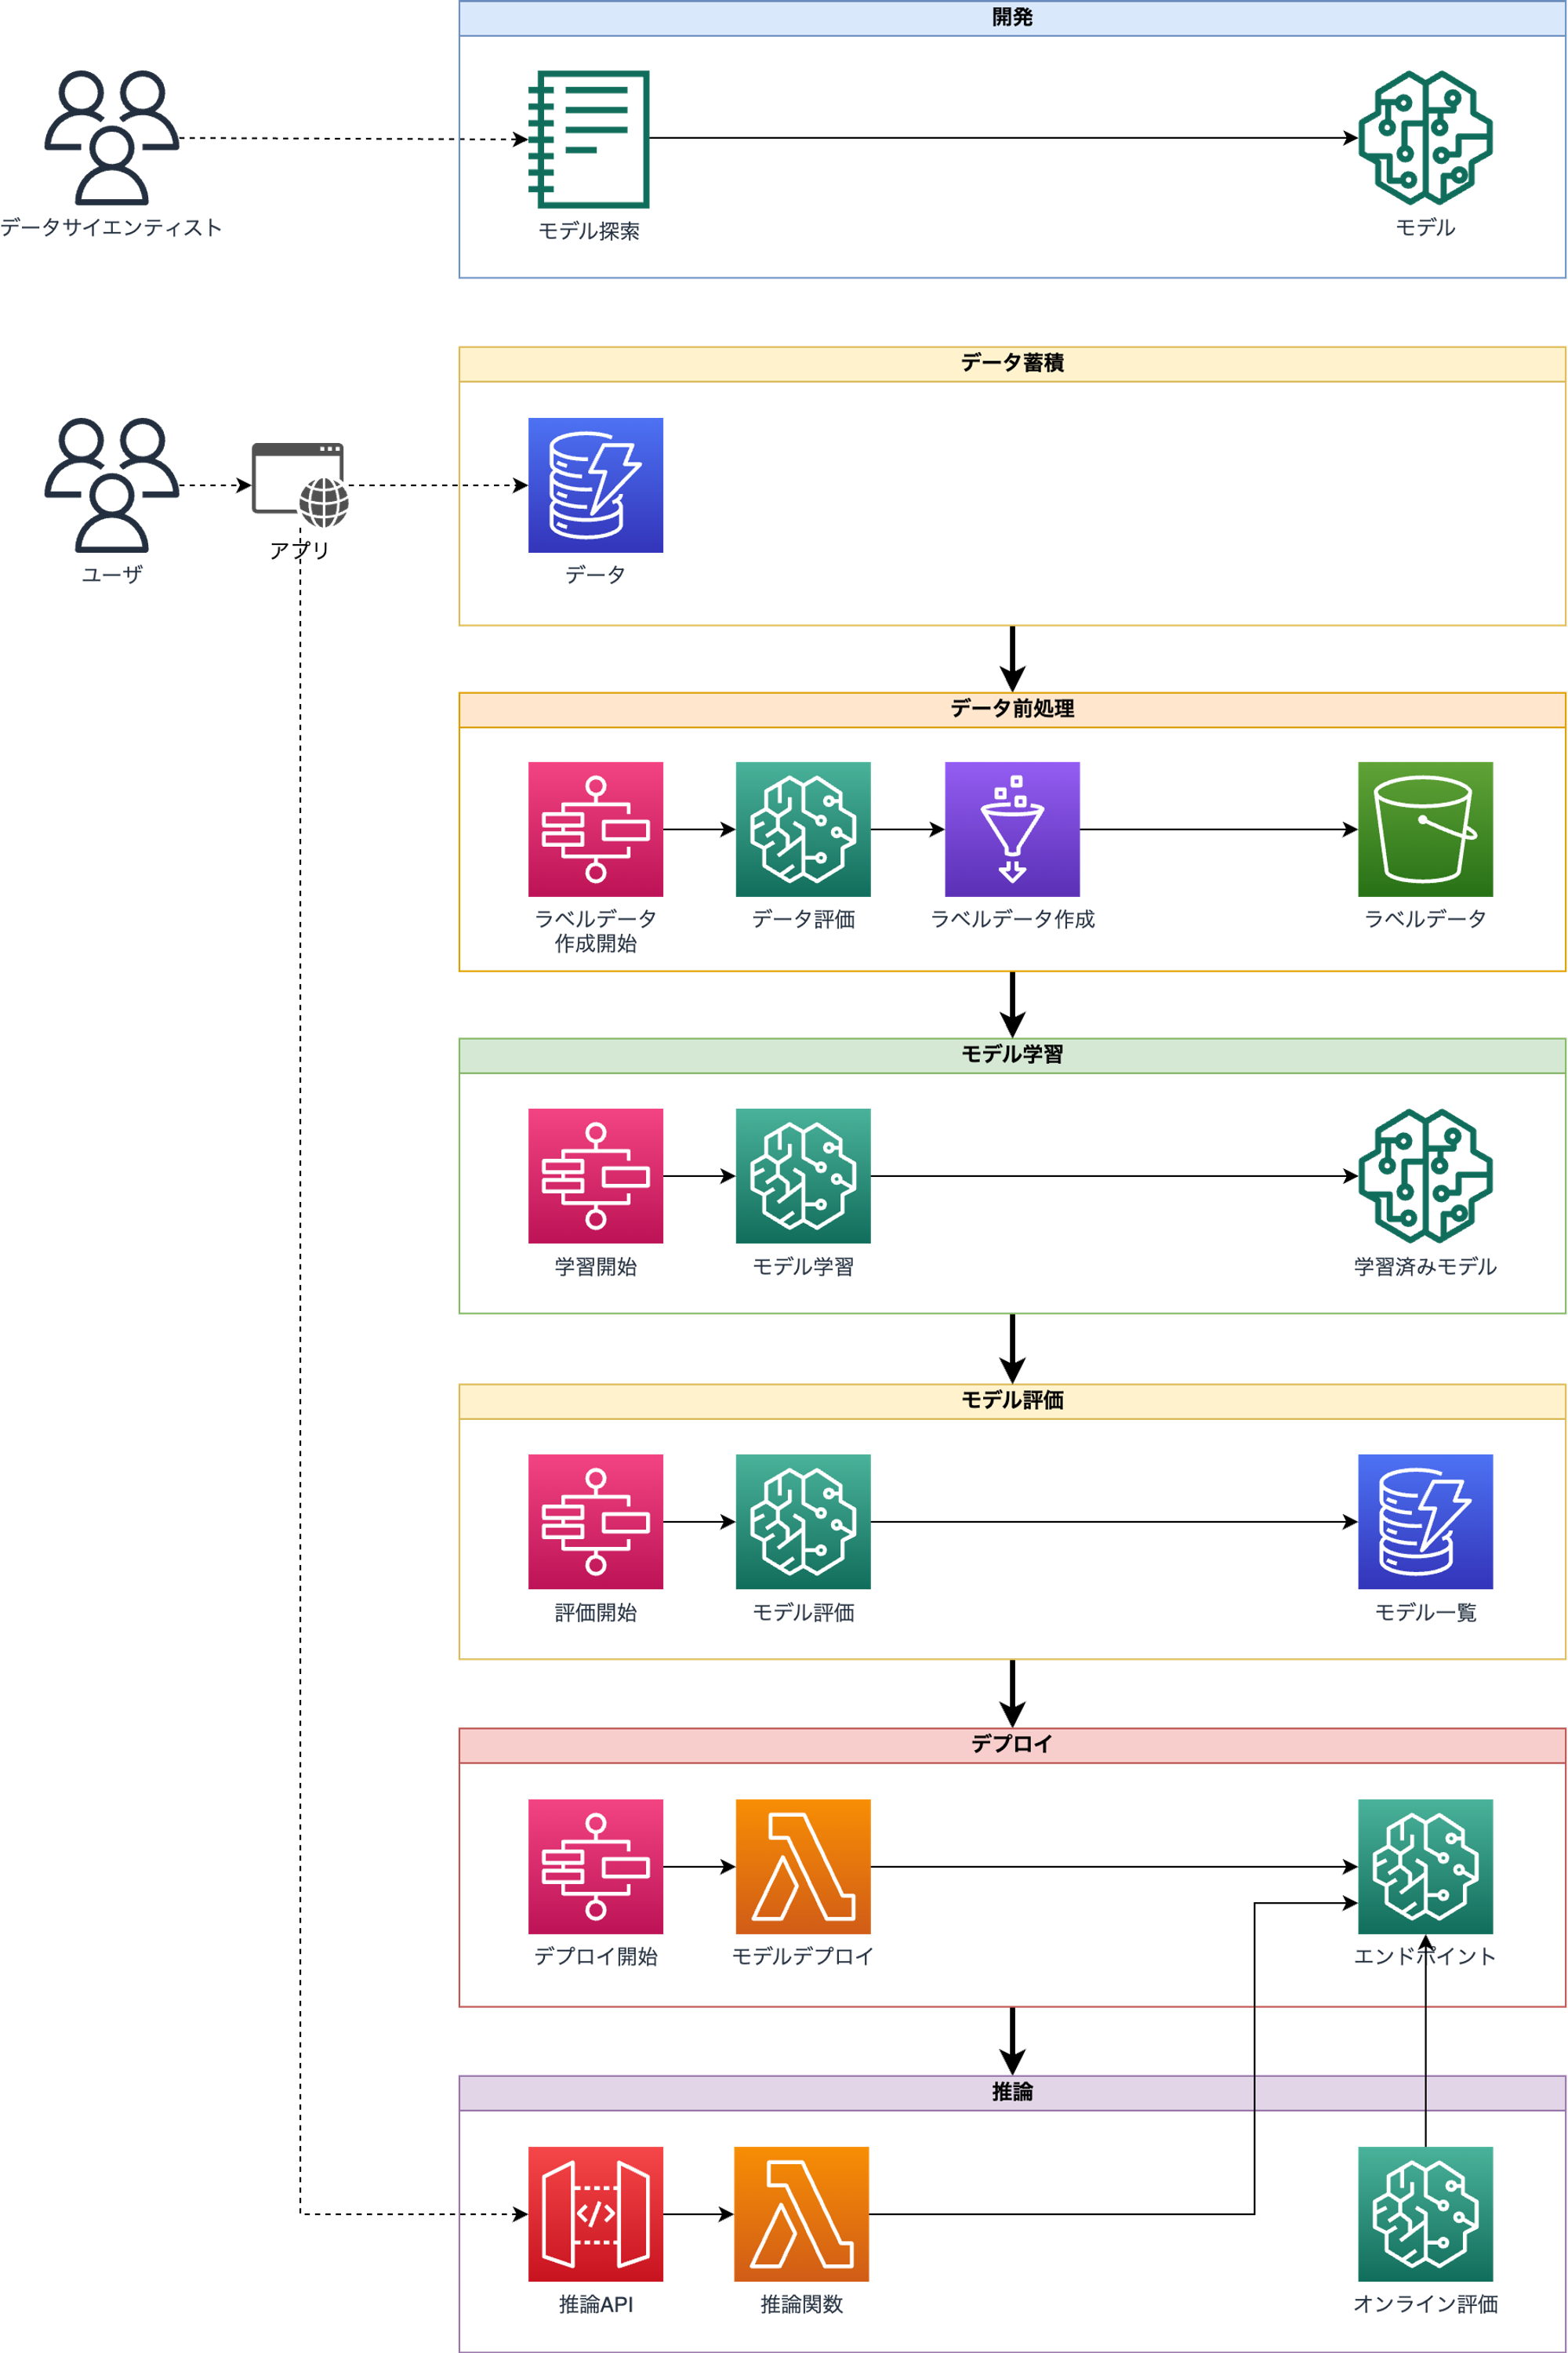 開発
データサイエンティスト
モデル探索
モデル
データ蓄積
ユーザ
アプリ
データ
データ前処理
ラベルデータ
作成開始
データ評価
ラベルデータ作成
ラベルデータ
モデル学習
学習開始
モデル学習
学習済みモデル
モデル評価
評価開始
モデル評価
モデル一覧
デプロイ
デプロイ開始
モデルデプロイ
エンドポイント
推論
推論API
推論関数
オンライン評価